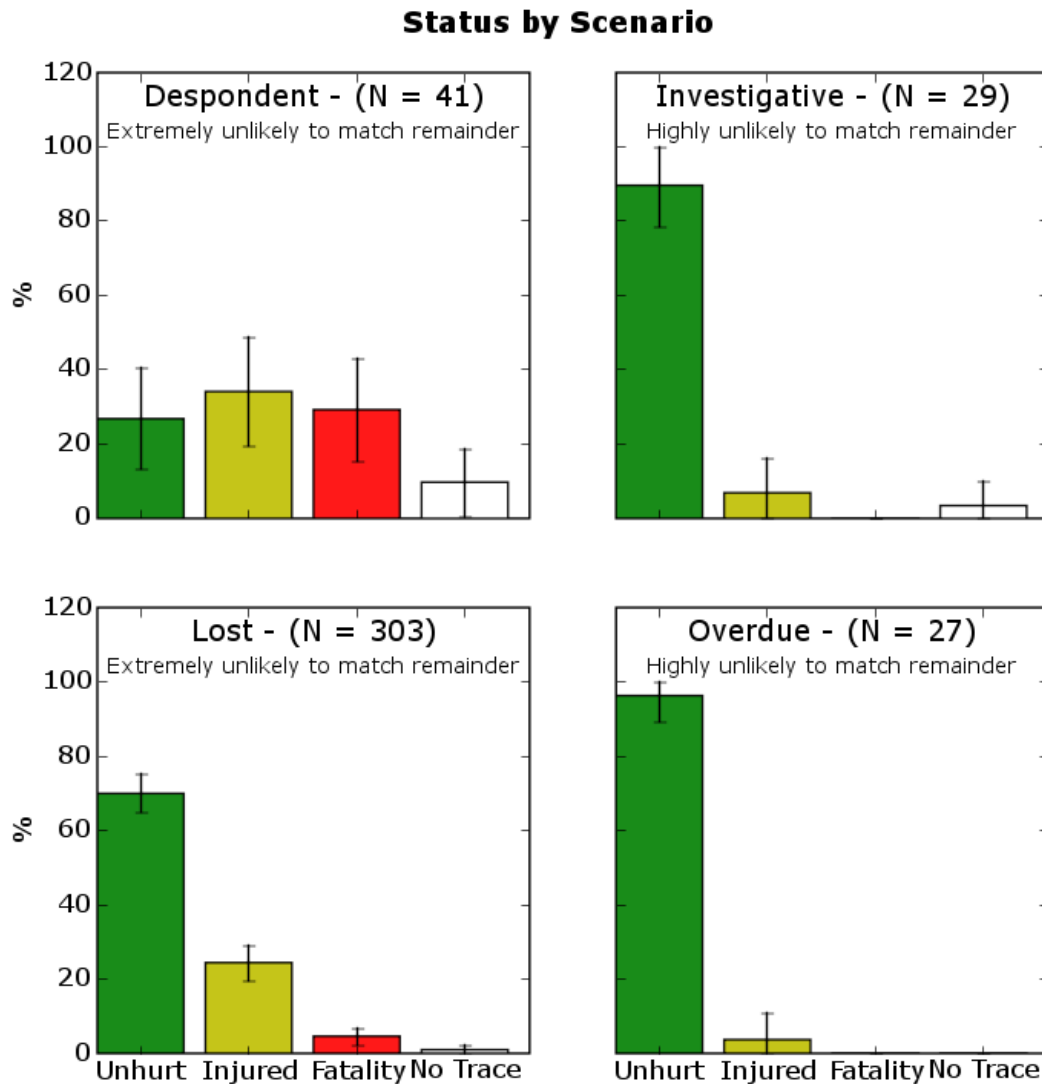 Status by Scenario
Despondent - (N = 41)
Extremely unlikely to match remainder
120
100
80
60
40
20
0
%
Investigative - (N = 29)
Highly unlikely to match remainder
Lost - (N = 303)
Extremely unlikely to match remainder
120
100
80
60
40
20
0
%
Unhurt Injured Fatality No Trace
Overdue - (N = 27)
Highly unlikely to match remainder
Unhurt Injured Fatality No Trace